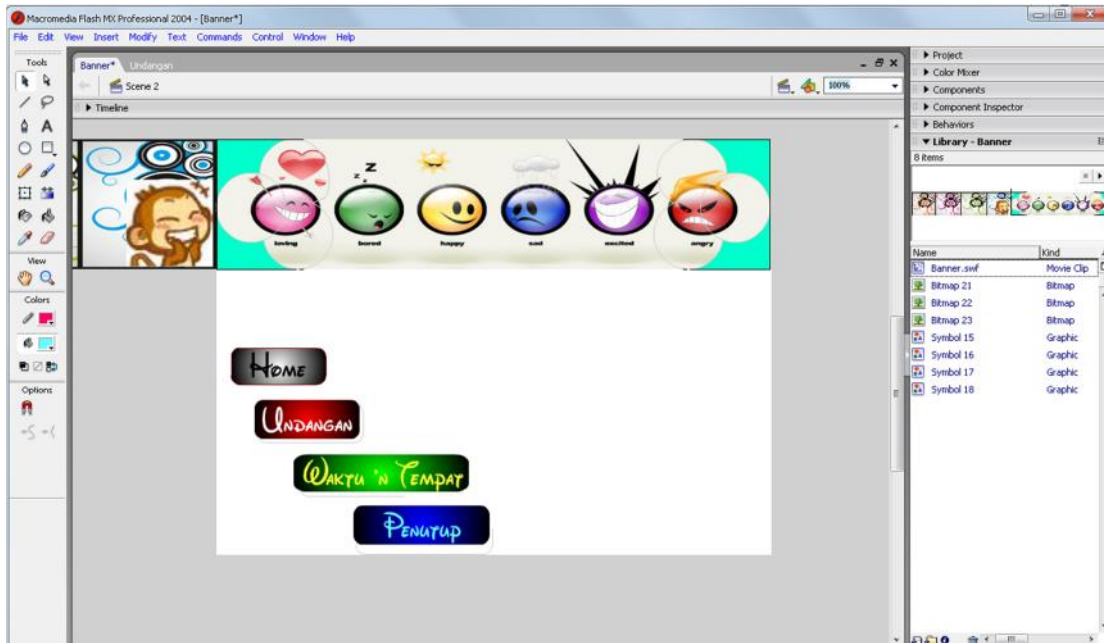 Macromedia Flash MX Professional 2004 - [Banner*]
File Edit View Insert Modify Text Commands Control Window Help
Tools
View
Colors
Options
Banner* Undangan
Scene 2
100%
Timeline
z z Z
loving bored happy sad excited angry
HOME
UNDANGAN
WAKTU 'N TEMPAT
PENUTUP
Project
Color Mixer
Components
Component Inspector
Behaviors
Library - Banner
8 items
Name Kind
Banner.swf Movie Clip
Bitmap 21 Bitmap
Bitmap 22 Bitmap
Bitmap 23 Bitmap
Symbol 15 Graphic
Symbol 16 Graphic
Symbol 17 Graphic
Symbol 18 Graphic